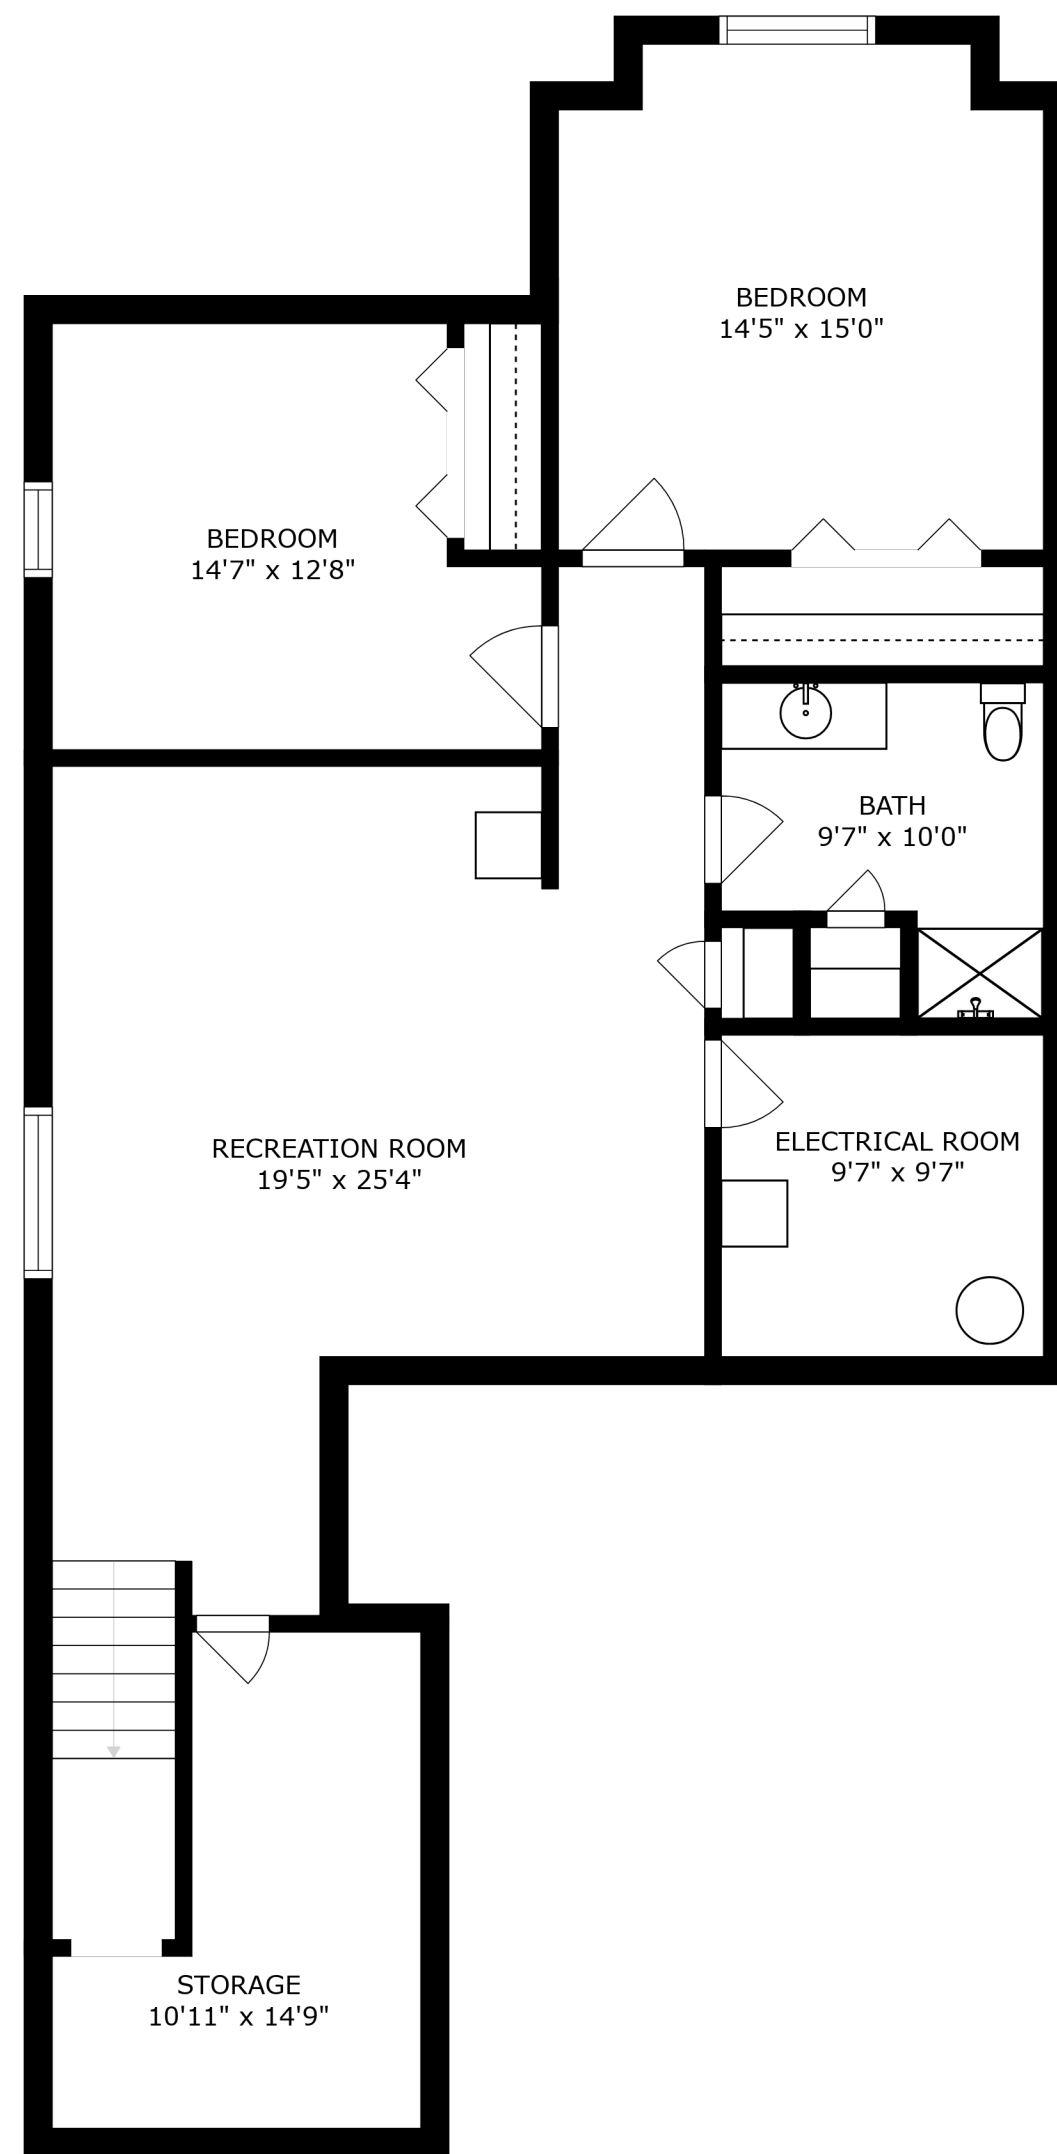 BEDROOM
14'5" x 15'0"
BEDROOM
14'7" x 12'8"
BATH
9'7" x 10'0"
RECREATION ROOM
19'5" x 25'4"
ELECTRICAL ROOM
9'7" x 9'7"
STORAGE
10'11" x 14'9"